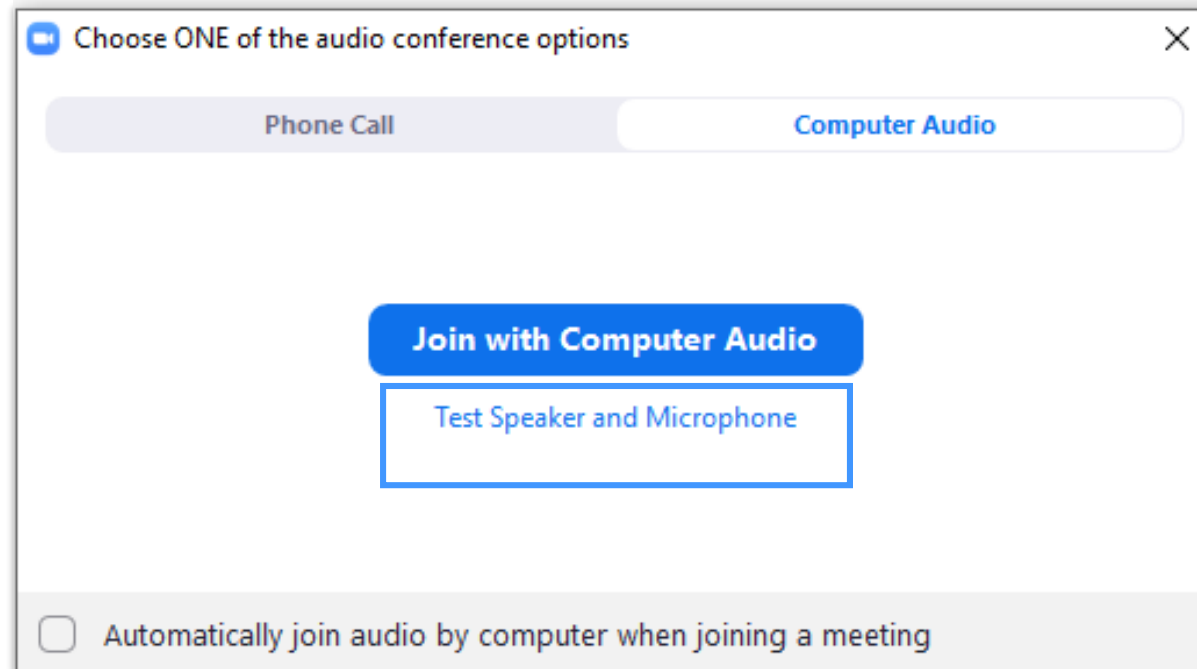 Choose ONE of the audio conference options
Phone Call
Computer Audio
Join with Computer Audio
Test Speaker and Microphone
Automatically join audio by computer when joining a meeting